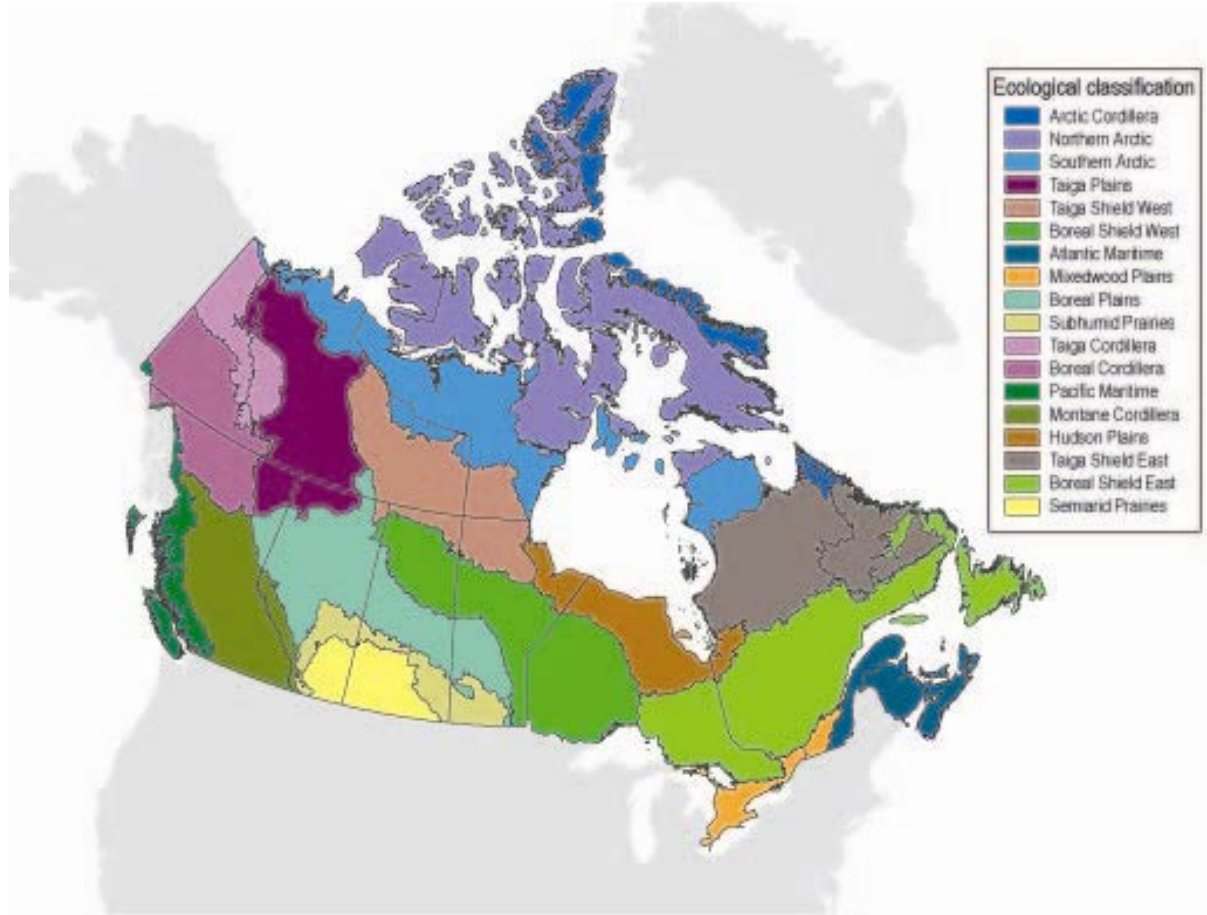 Ecological classification
Arctic Cordillera
Northern Arctic
Southern Arctic
Taiga Plains
Taiga Shield West
Boreal Shield West
Atlantic Maritime
Mixedwood Plains
Boreal Plains
Subhumid Prairies
Taiga Cordillera
Boreal Cordillera
Pacific Maritime
Montane Cordillera
Hudson Plains
Taiga Shield East
Boreal Shield East
Semiarid Prairies